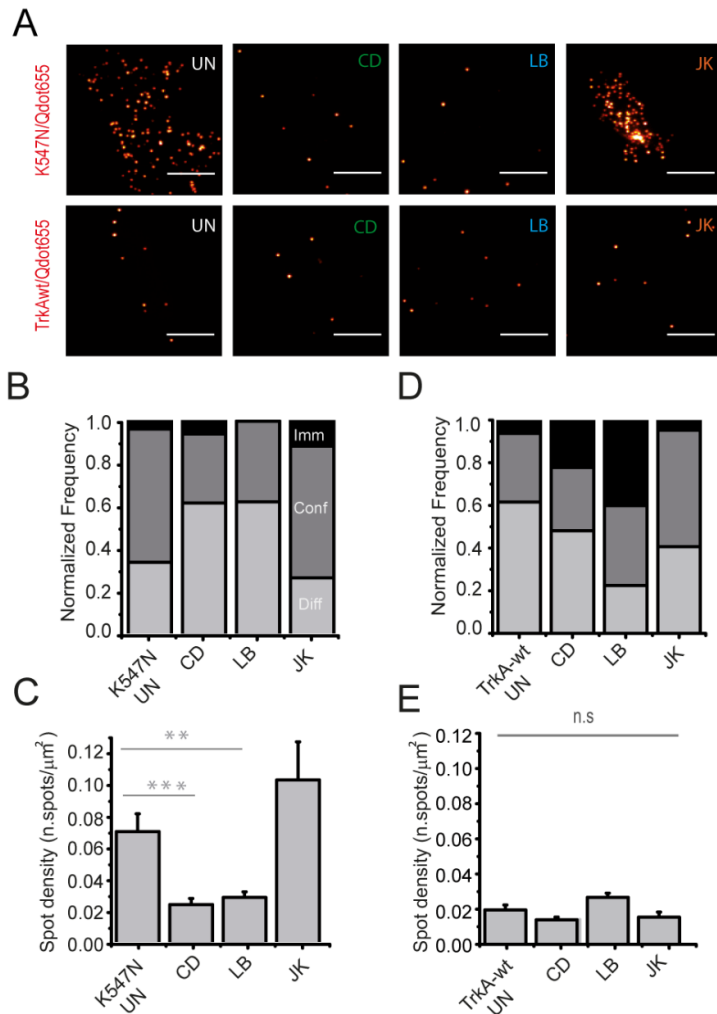 A
K547N/Qdot655
UN
CD
LB
JK
TrkAwt/Qdot655
UN
CD
LB
JK
B
Normalized Frequency
1.0
0.8
0.6
0.4
0.2
0.0
Imm
Conf
Diff
K547N
UN
CD
LB
JK
D
Normalized Frequency
1.0
0.8
0.6
0.4
0.2
0.0
TrkA-wt
UN
CD
LB
JK
C
Spot density (n.spots/μm²)
0.12
0.10
0.08
0.06
0.04
0.02
0.00
**
***
K547N
UN
CD
LB
JK
E
Spot density (n.spots/μm²)
0.12
0.10
0.08
0.06
0.04
0.02
0.00
n.s
TrkA-wt
UN
CD
LB
JK